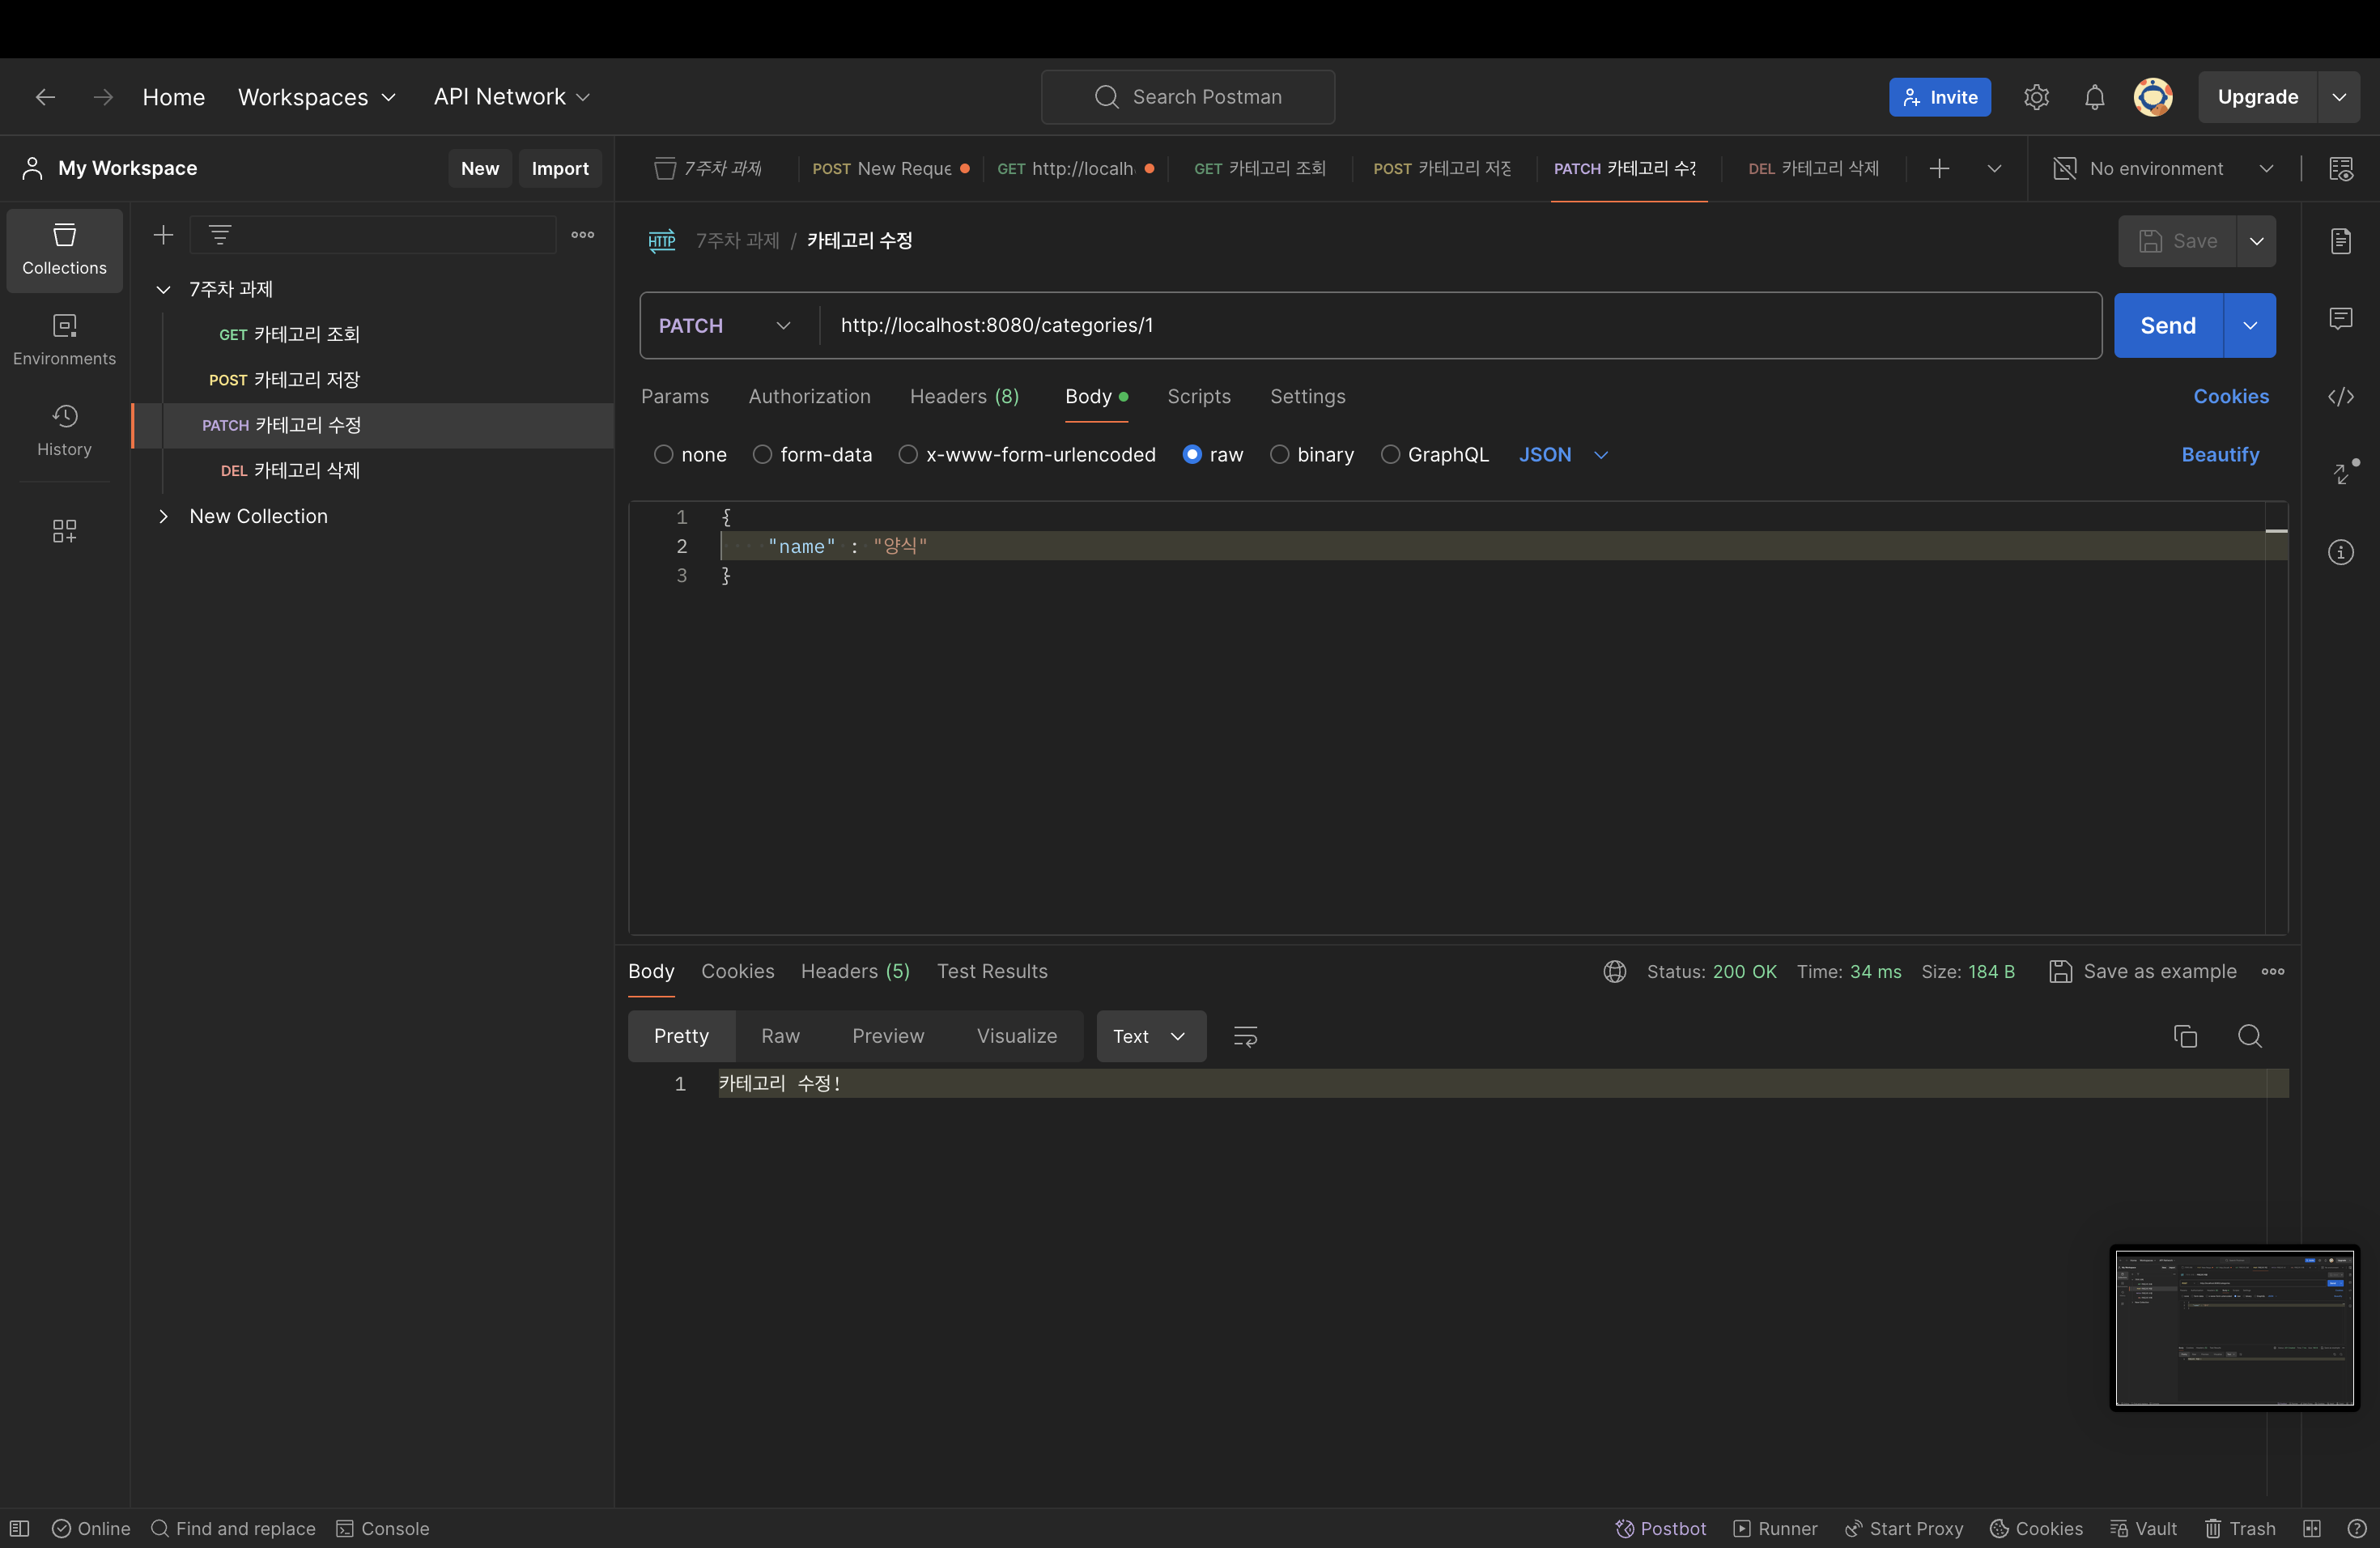 Home Workspaces API Network Search Postman Invite Upgrade
My Workspace New Import
7주차 과제 POST New Reque GET http://localh GET 카테고리 조회 POST 카테고리 저장 PATCH 카테고리 수정 DEL 카테고리 삭제 No environment
Collections
Environments
History
7주차 과제
GET 카테고리 조회
POST 카테고리 저장
PATCH 카테고리 수정
DEL 카테고리 삭제
New Collection
HTTP 7주차 과제 / 카테고리 수정 Save
PATCH http://localhost:8080/categories/1 Send
Params Authorization Headers (8) Body Scripts Settings Cookies
none form-data x-www-form-urlencoded raw binary GraphQL JSON Beautify
1 {
2 "name" : "양식"
3 }
Body Cookies Headers (5) Test Results Status: 200 OK Time: 34 ms Size: 184 B Save as example
Pretty Raw Preview Visualize Text
1 카테고리 수정!
Online Find and replace Console Postbot Runner Start Proxy Cookies Vault Trash